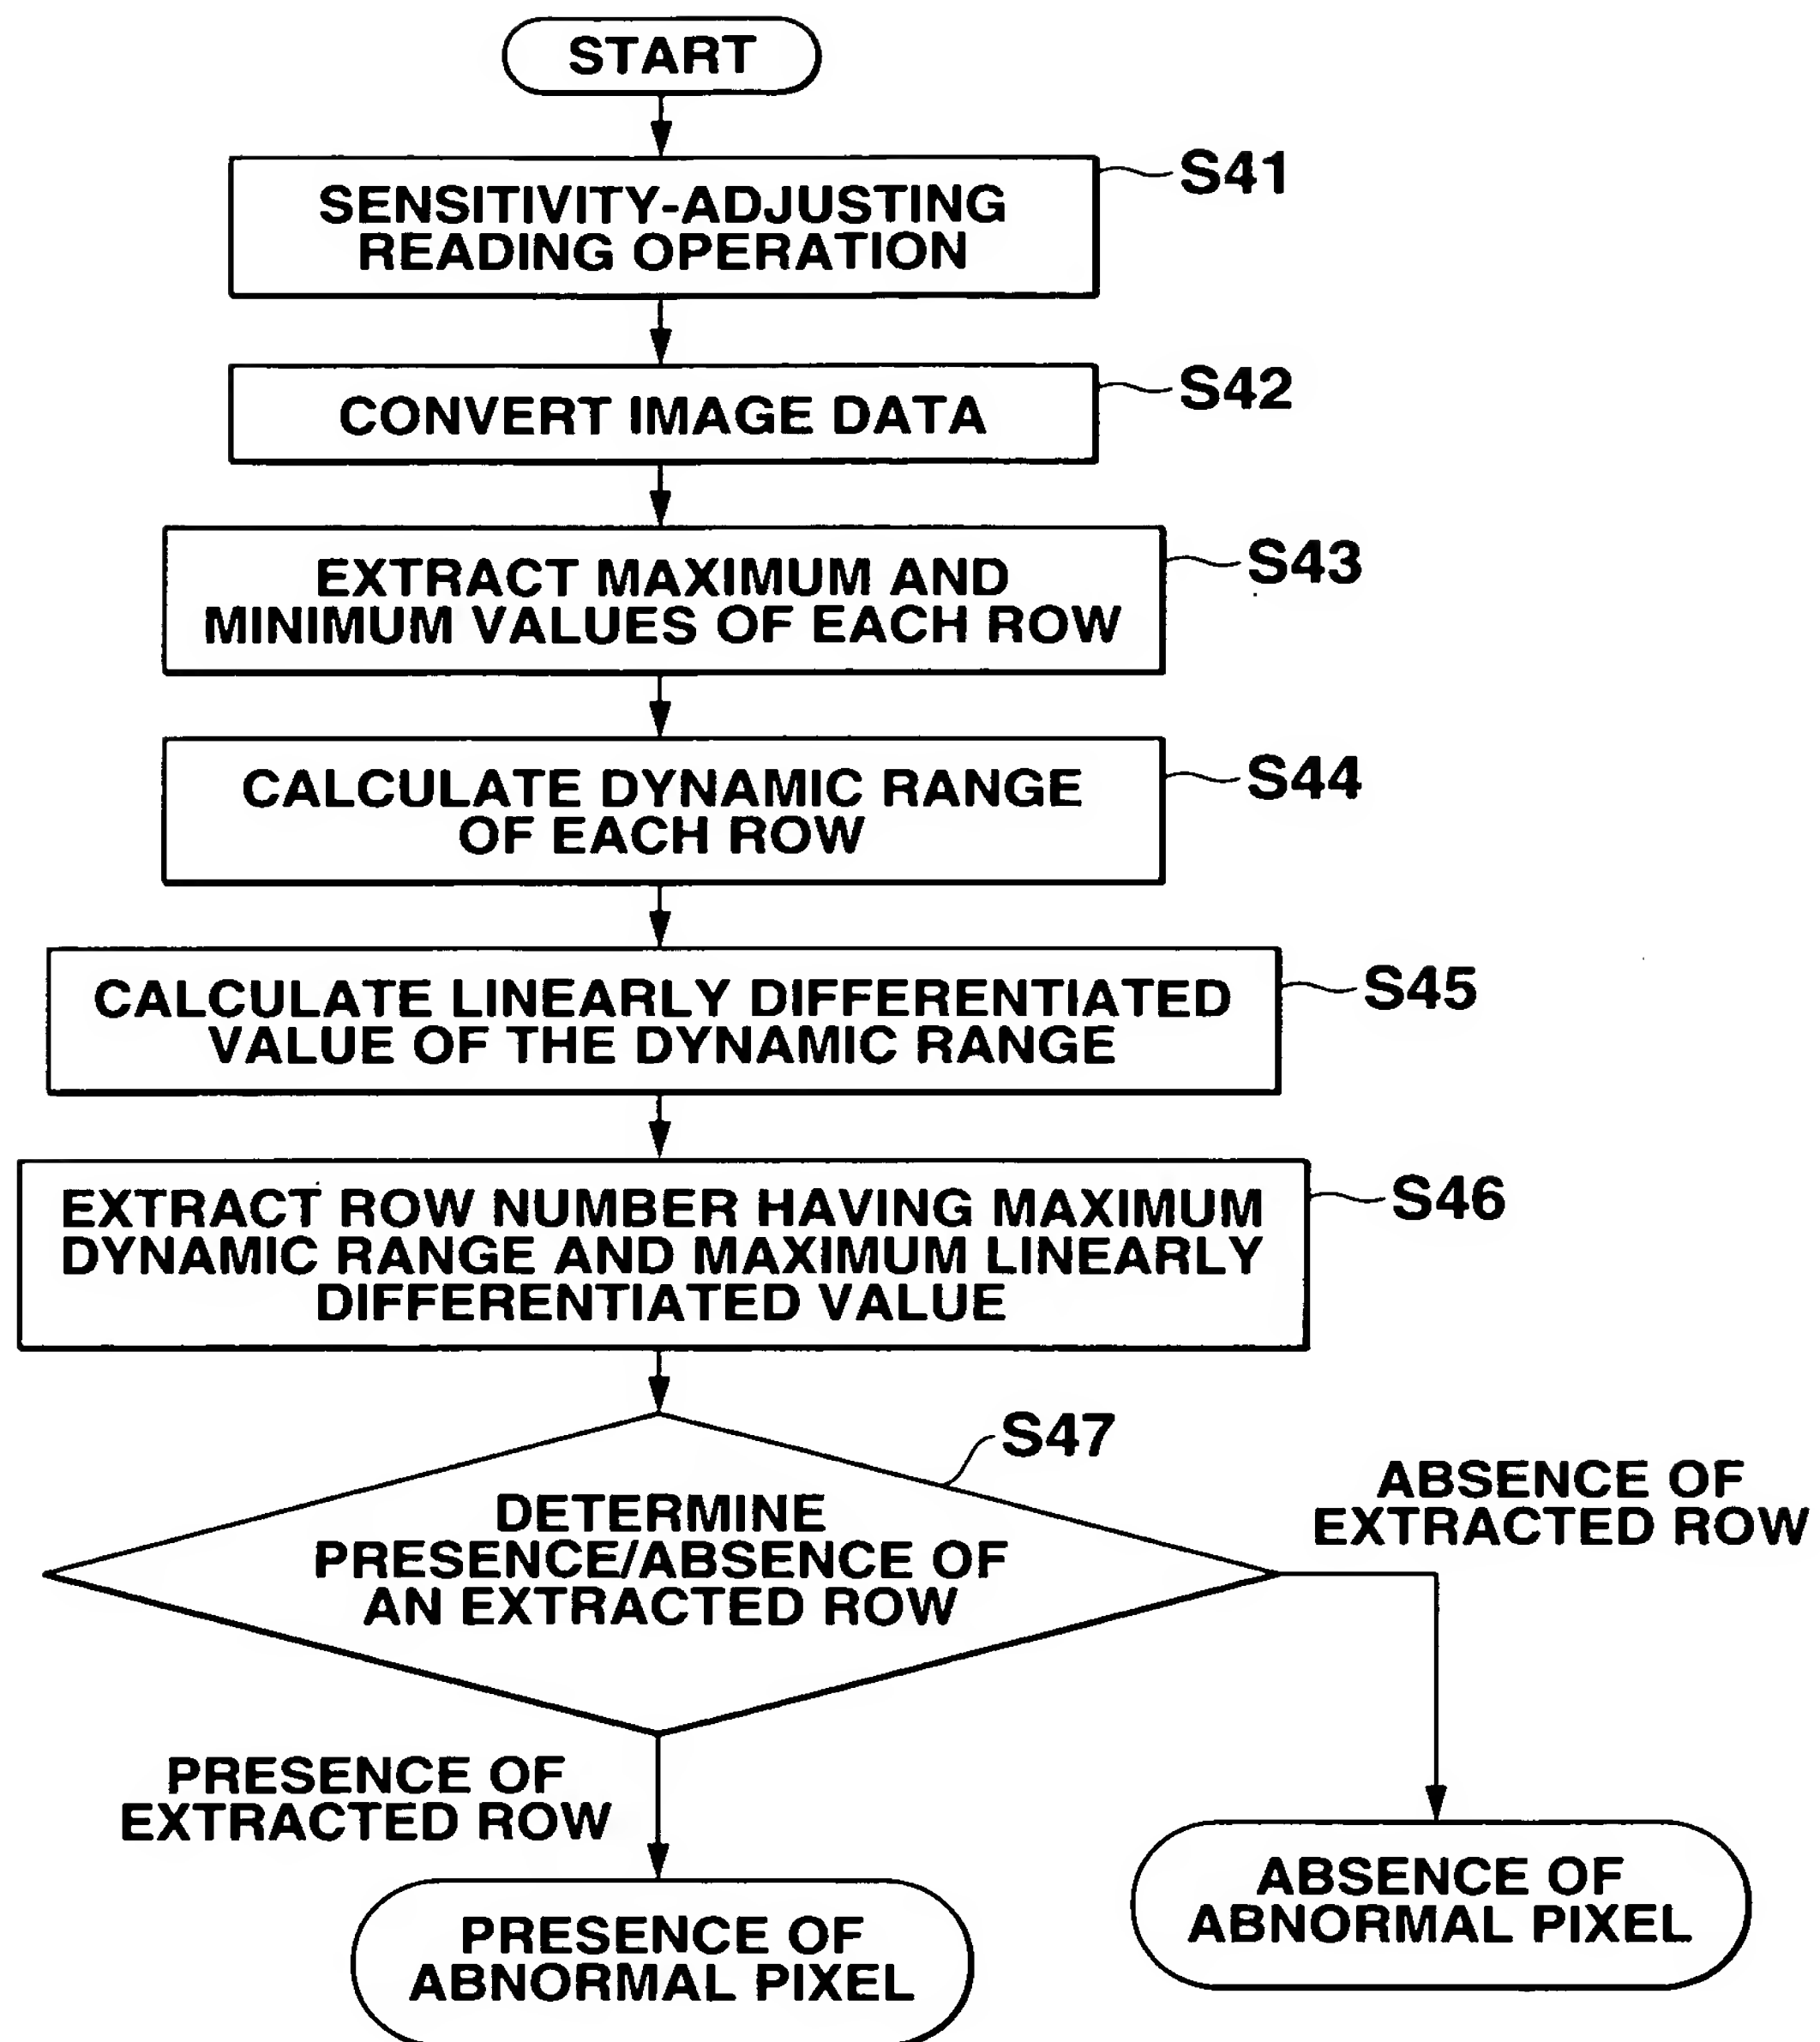 START
SENSITIVITY-ADJUSTING
READING OPERATION
S41
CONVERT IMAGE DATA
S42
EXTRACT MAXIMUM AND
MINIMUM VALUES OF EACH ROW
S43
CALCULATE DYNAMIC RANGE
OF EACH ROW
S44
CALCULATE LINEARLY DIFFERENTIATED
VALUE OF THE DYNAMIC RANGE
S45
EXTRACT ROW NUMBER HAVING MAXIMUM
DYNAMIC RANGE AND MAXIMUM LINEARLY
DIFFERENTIATED VALUE
S46
S47
DETERMINE
PRESENCE/ABSENCE OF
AN EXTRACTED ROW
ABSENCE OF
EXTRACTED ROW
PRESENCE OF
EXTRACTED ROW
ABSENCE OF
ABNORMAL PIXEL
PRESENCE OF
ABNORMAL PIXEL